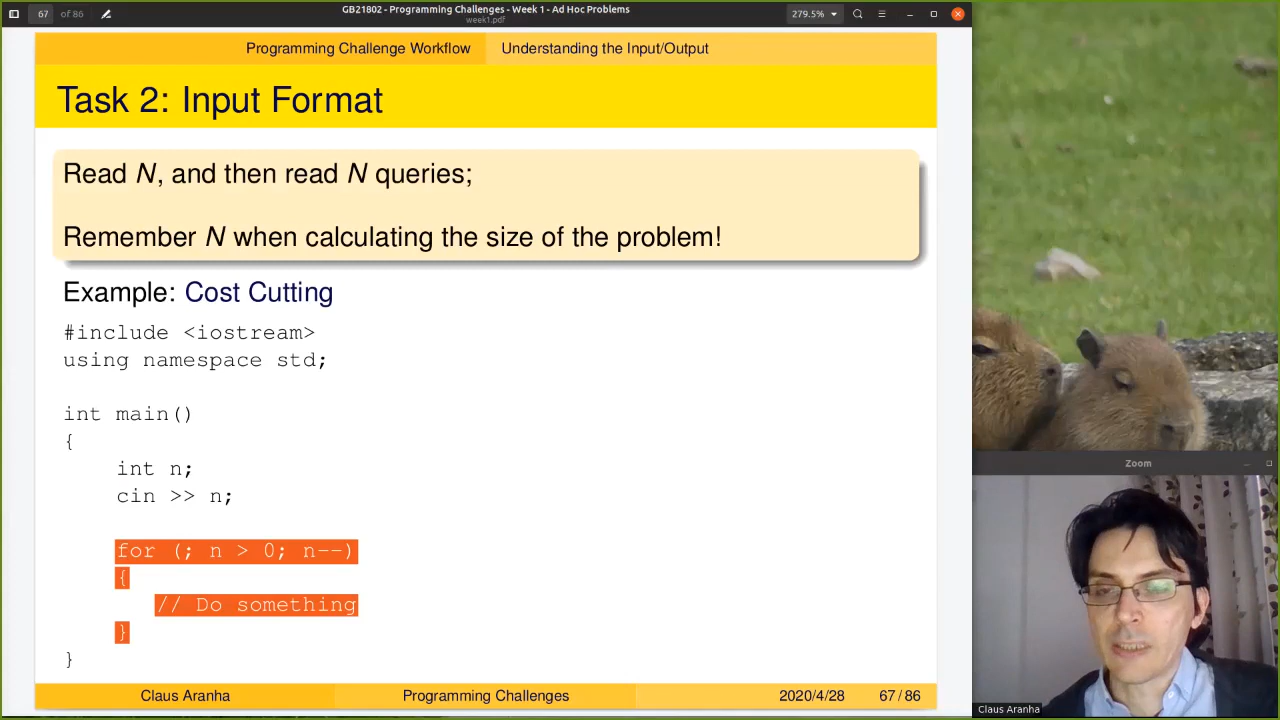 67 of 86
GB21802 - Programming Challenges - Week 1 - Ad Hoc Problems
week1.pdf
279.5%
Programming Challenge Workflow
Understanding the Input/Output
Task 2: Input Format
Read N, and then read N queries;
Remember N when calculating the size of the problem!
Example: Cost Cutting
#include <iostream>
using namespace std;
int main()
{
int n;
cin >> n;
for (; n > 0; n--)
{
// Do something
}
}
Claus Aranha
Programming Challenges
2020/4/28
67 / 86
Zoom
Claus Aranha